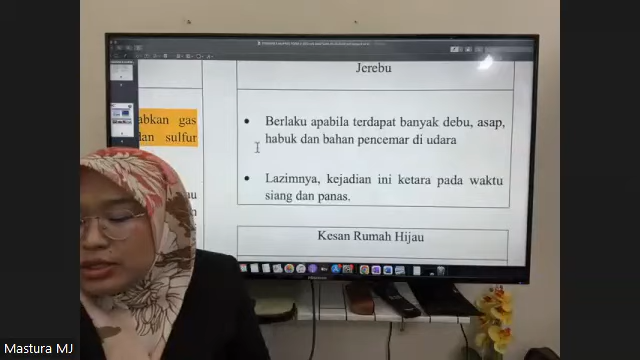 Jerebu
abkan gas
dan sulfur
• Berlaku apabila terdapat banyak debu, asap,
habuk dan bahan pencemar di udara
• Lazimnya, kejadian ini ketara pada waktu
siang dan panas.
Kesan Rumah Hijau
Mastura MJ